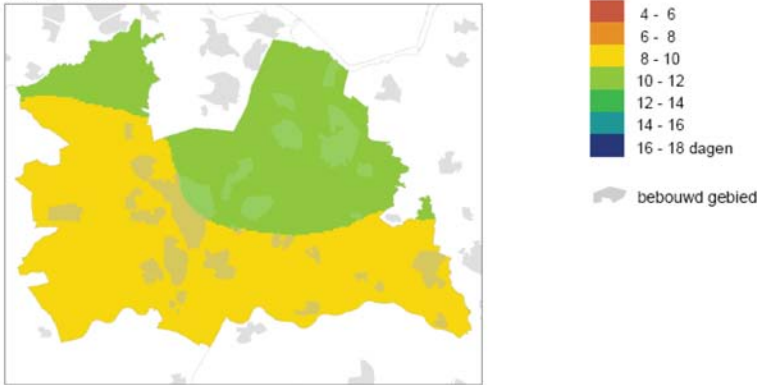 4 - 6
6 - 8
8 - 10
10 - 12
12 - 14
14 - 16
16 - 18 dagen
bebouwd gebied